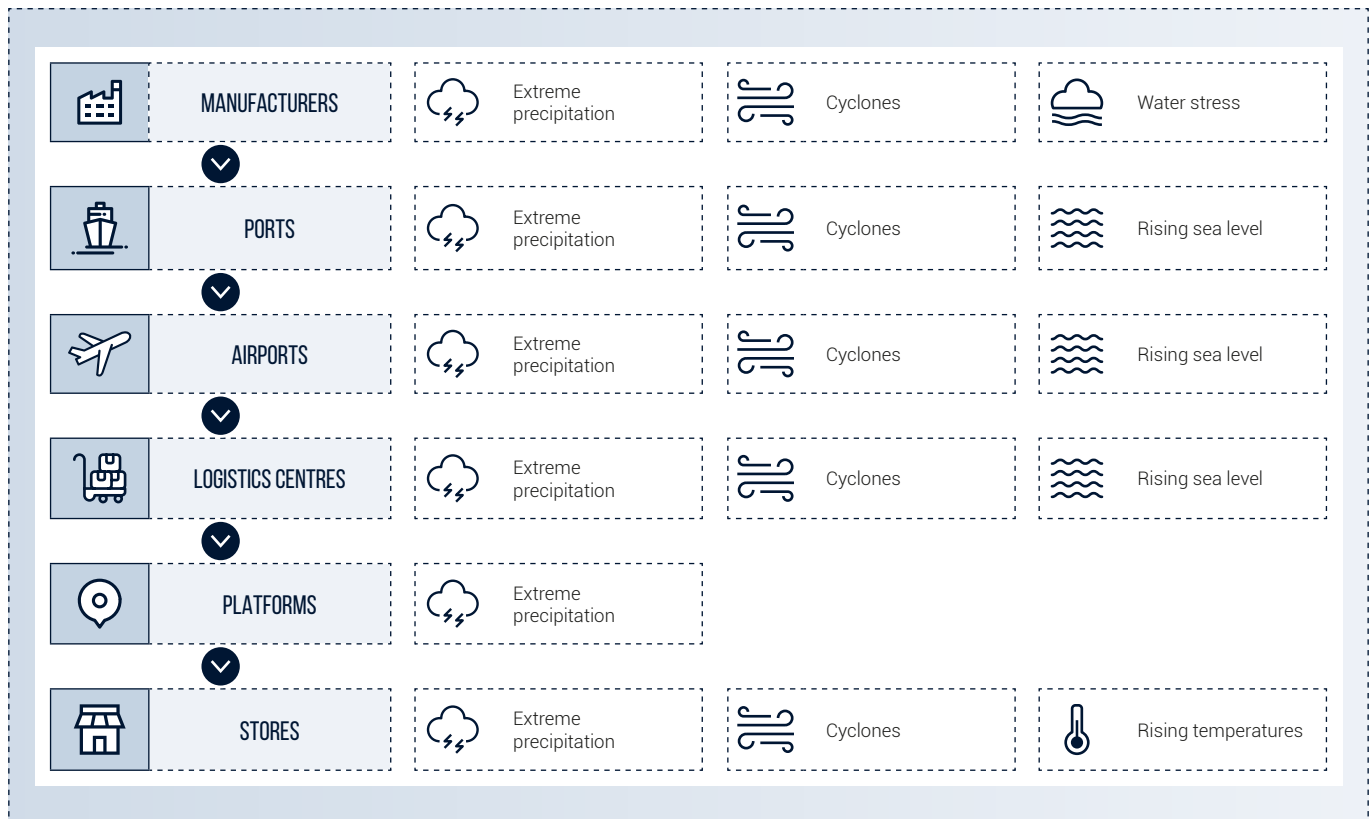 MANUFACTURERS
Extreme
precipitation
Cyclones
Water stress
PORTS
Extreme
precipitation
Cyclones
Rising sea level
AIRPORTS
Extreme
precipitation
Cyclones
Rising sea level
LOGISTICS CENTRES
Extreme
precipitation
Cyclones
Rising sea level
PLATFORMS
Extreme
precipitation
STORES
Extreme
precipitation
Cyclones
Rising temperatures